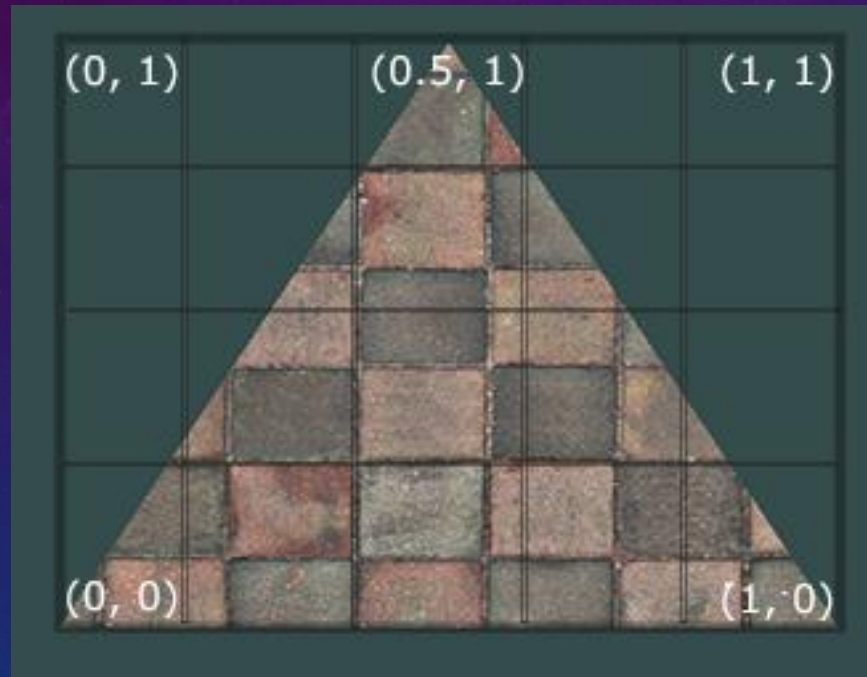 (0, 1) (0.5, 1) (1, 1)
(0, 0) (1, 0)